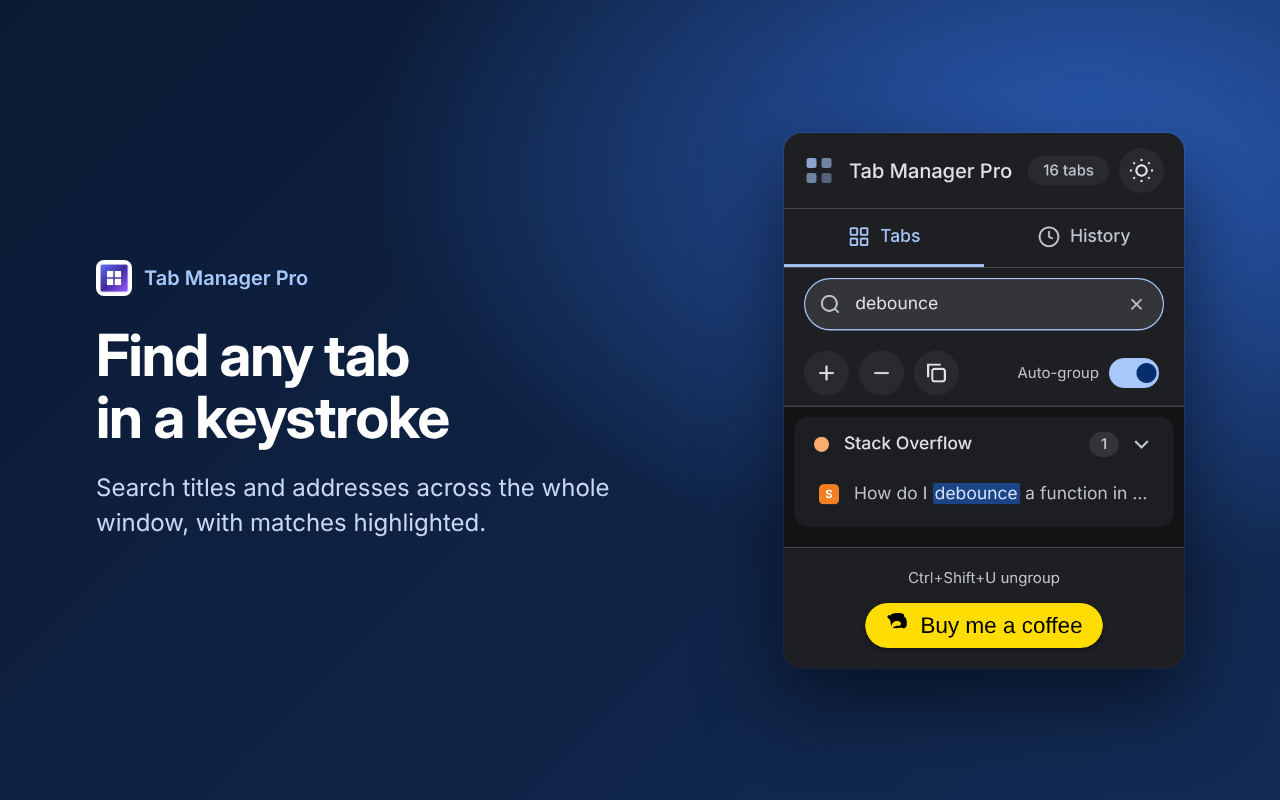 Tab Manager Pro
Find any tab
in a keystroke
Search titles and addresses across the whole
window, with matches highlighted.
Tab Manager Pro
16 tabs
Tabs
History
debounce
Auto-group
Stack Overflow
1
S
How do I debounce a function in ...
Ctrl+Shift+U ungroup
Buy me a coffee